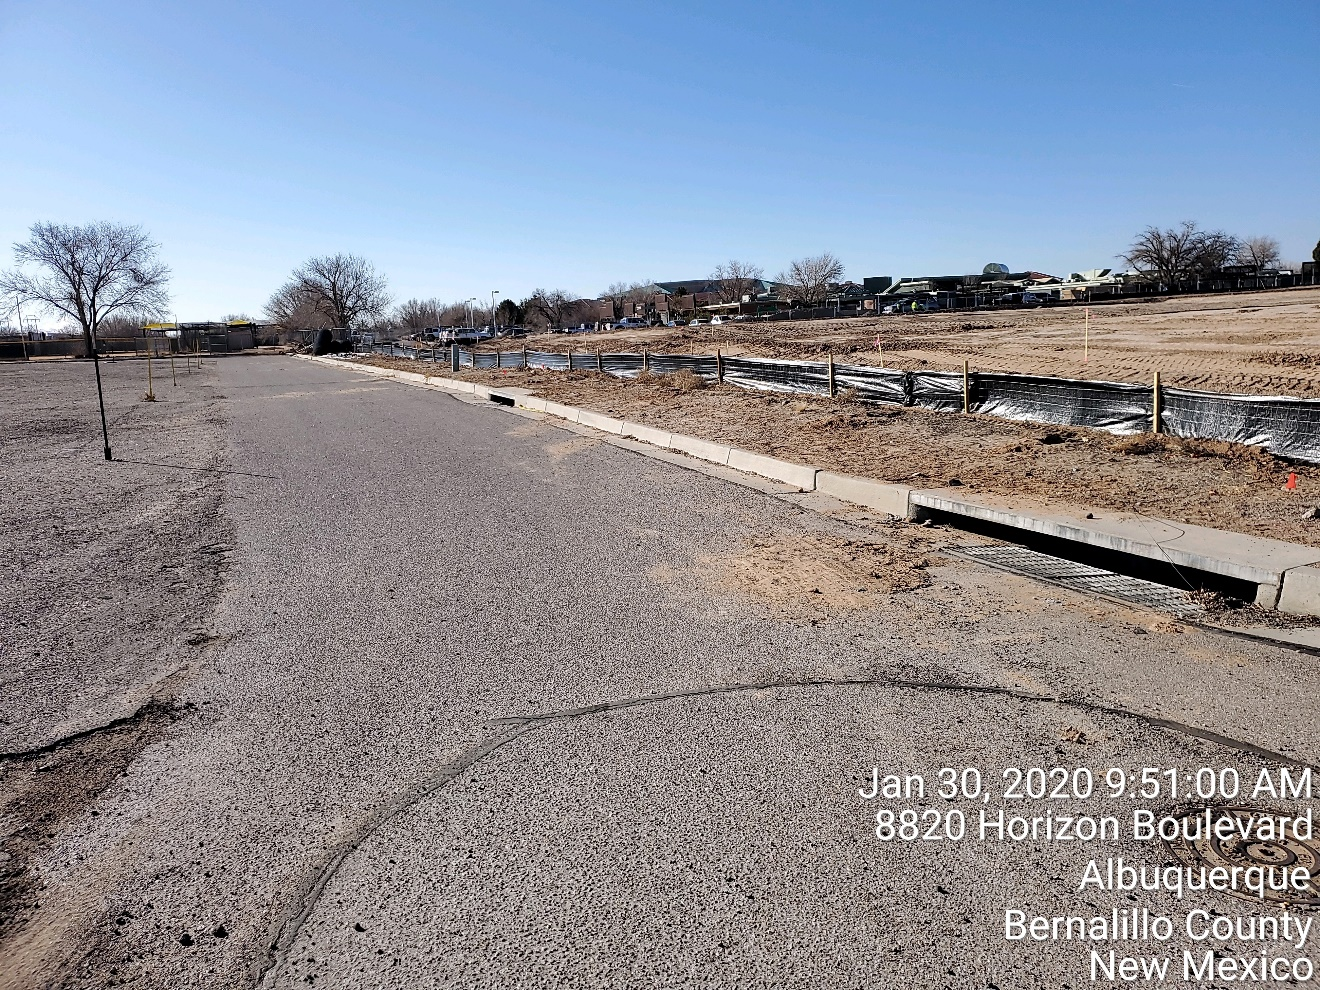 Jan 30, 2020 9:51:00 AM
8820 Horizon Boulevard
Albuquerque
Bernalillo County
New Mexico